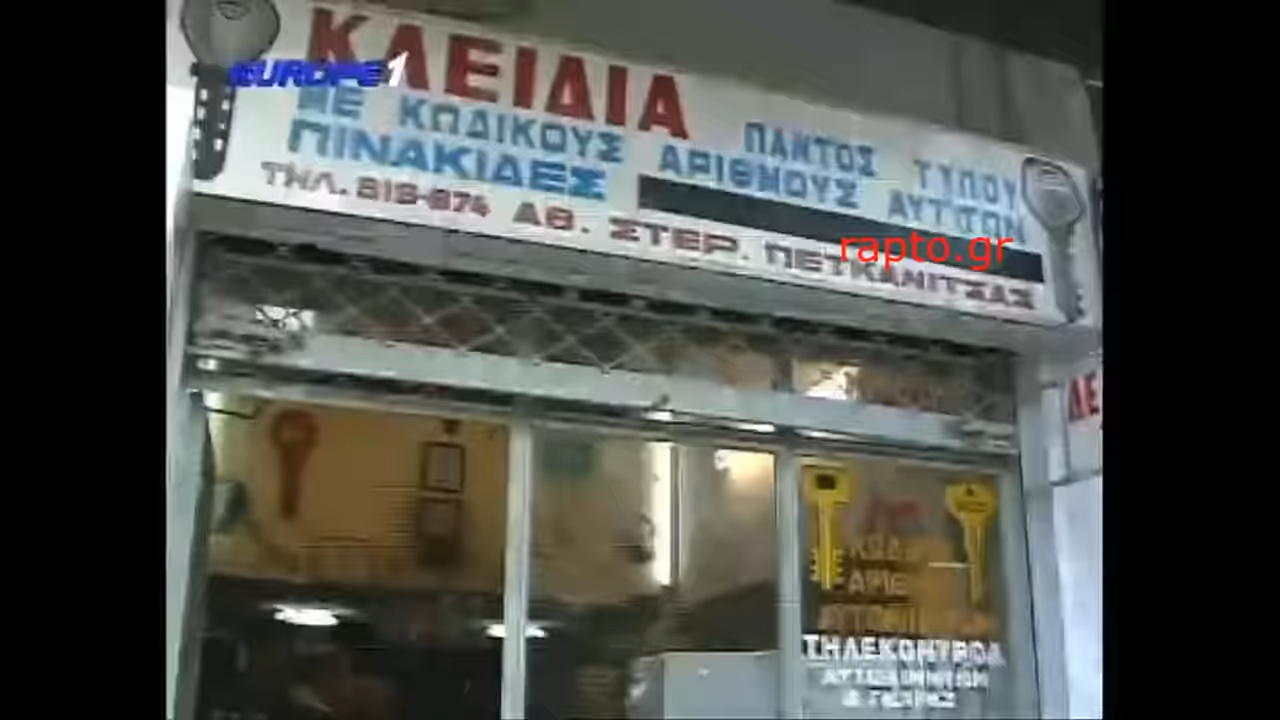 ΚΛΕΙΔΙΑ
EUROPE 1
ΜΕ ΚΩΔΙΚΟΥΣ ΑΡΙΘΜΟΥΣ ΑΥΤ/ΤΩΝ
ΠΑΝΤΟΣ ΤΥΠΟΥ
ΠΙΝΑΚΙΔΕΣ
ΤΗΛ. 818-874 ΑΘ. ΣΤΕΡ. ΠΕΤΚΑΝΙΤΣΑΣ
rapto.gr
ΤΗΛΕΚΟΝΤΡΟΛ
ΑΥΤΟΚΙΝΗΤΩΝ